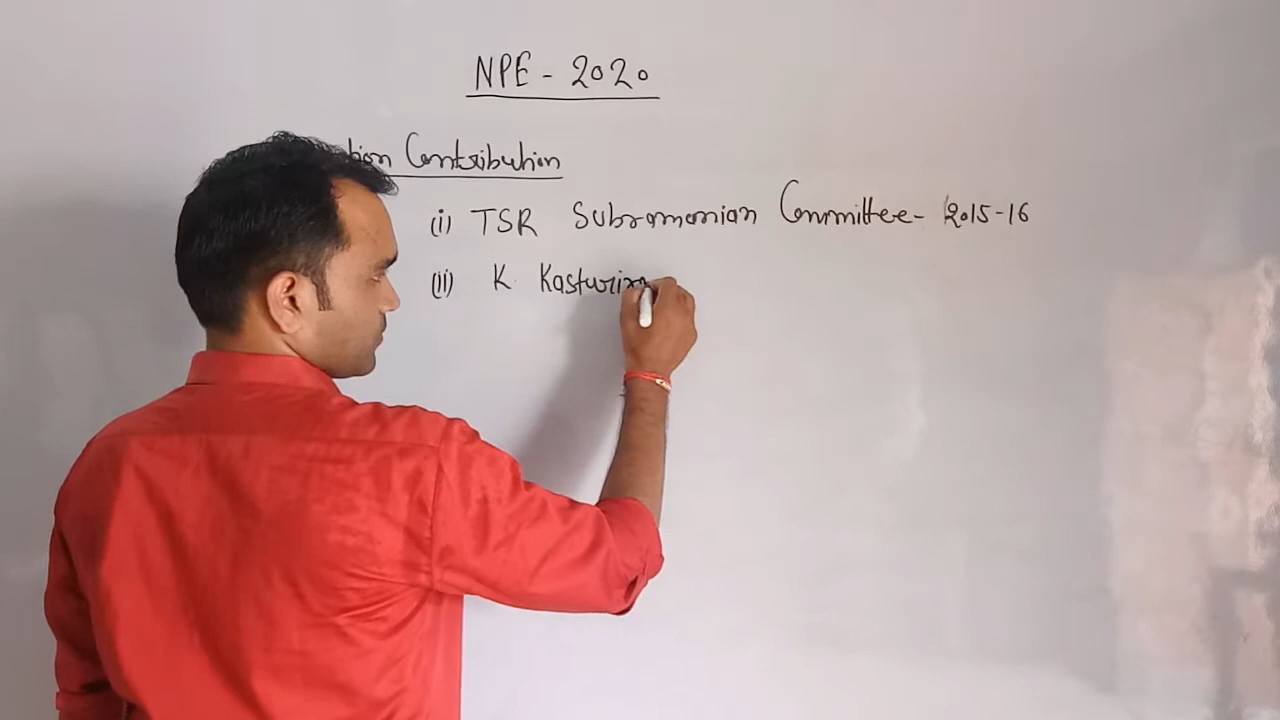 NPE - 2020
Contribution
(i) TSR Subramanian Committee - 2015-16
(ii) K. Kasturi